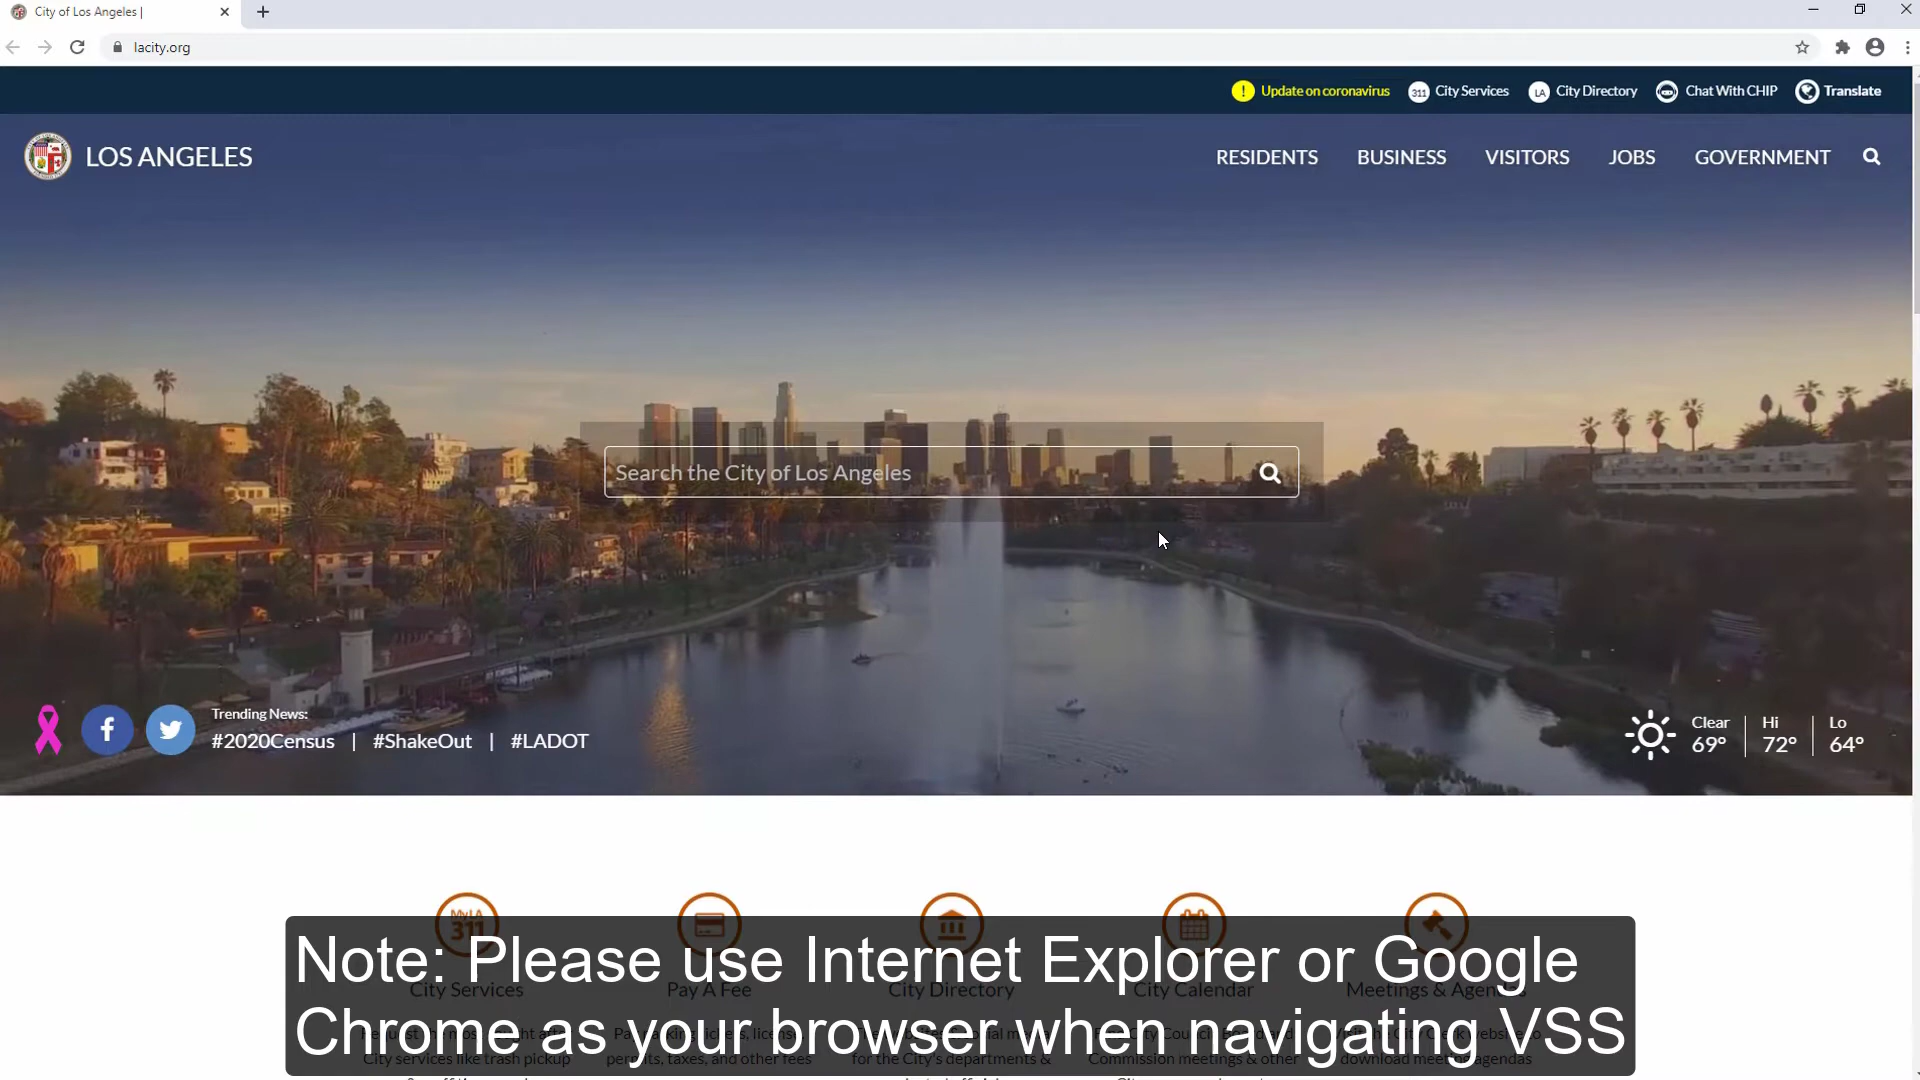 City of Los Angeles |
lacity.org
! Update on coronavirus 311 City Services LA City Directory Chat With CHIP Translate
LOS ANGELES RESIDENTS BUSINESS VISITORS JOBS GOVERNMENT
Search the City of Los Angeles
Trending News:
#2020Census | #ShakeOut | #LADOT
Clear Hi Lo
69° 72° 64°
MyLA
311
Note: Please use Internet Explorer or Google
Chrome as your browser when navigating VSS
City Services Pay A Fee City Directory City Calendar Meetings & Agendas
City services like trash pickup permits, taxes, and other fees for the City's departments & Commission meetings & other download meeting agendas